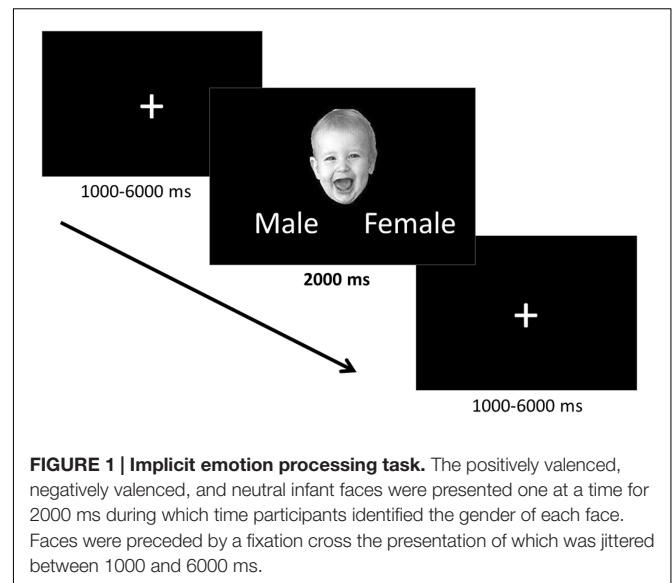 +
1000-6000 ms
Male Female
2000 ms
+
1000-6000 ms
FIGURE 1 | Implicit emotion processing task. The positively valenced,
negatively valenced, and neutral infant faces were presented one at a time for
2000 ms during which time participants identified the gender of each face.
Faces were preceded by a fixation cross the presentation of which was jittered
between 1000 and 6000 ms.